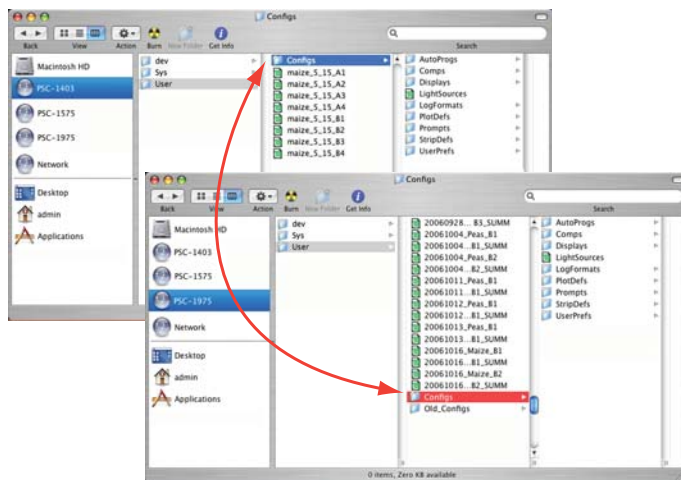 Configs
Back View Action Burn New Folder Get Info Search
Macintosh HD
PSC-1403
PSC-1575
PSC-1975
Network
Desktop
admin
Applications
dev
Sys
User
Configs
maize_5_15_A1
maize_5_15_A2
maize_5_15_A3
maize_5_15_A4
maize_5_15_B1
maize_5_15_B2
maize_5_15_B3
maize_5_15_B4
AutoProgs
Comps
Displays
LightSources
LogFormats
PlotDefs
Prompts
StripDefs
UserPrefs
Configs
Back View Action Burn New Folder Get Info Search
Macintosh HD
PSC-1403
PSC-1575
PSC-1975
Network
Desktop
admin
Applications
dev
Sys
User
20060928... B3_SUMM
20061004_Peas_B1
20061004...B1_SUMM
20061004_Peas_B2
20061004...B2_SUMM
20061011_Peas_B1
20061011...B1_SUMM
20061012_Peas_B1
20061012...B1_SUMM
20061013_Peas_B1
20061013...B1_SUMM
20061016_Maize_B1
20061016...B1_SUMM
20061016_Maize_B2
20061016...B2_SUMM
Configs
Old_Configs
AutoProgs
Comps
Displays
LightSources
LogFormats
PlotDefs
Prompts
StripDefs
UserPrefs
0 items, Zero KB available